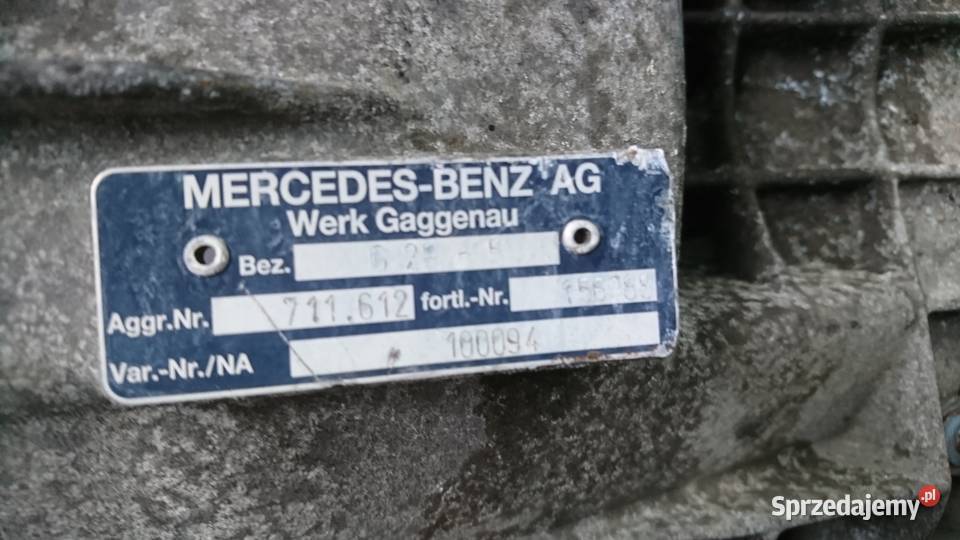 MERCEDES-BENZ AG
Werk Gaggenau
Bez.
Aggr.Nr. 711.612 fortl.-Nr.
Var.-Nr./NA 100094
Sprzedajemy.pl